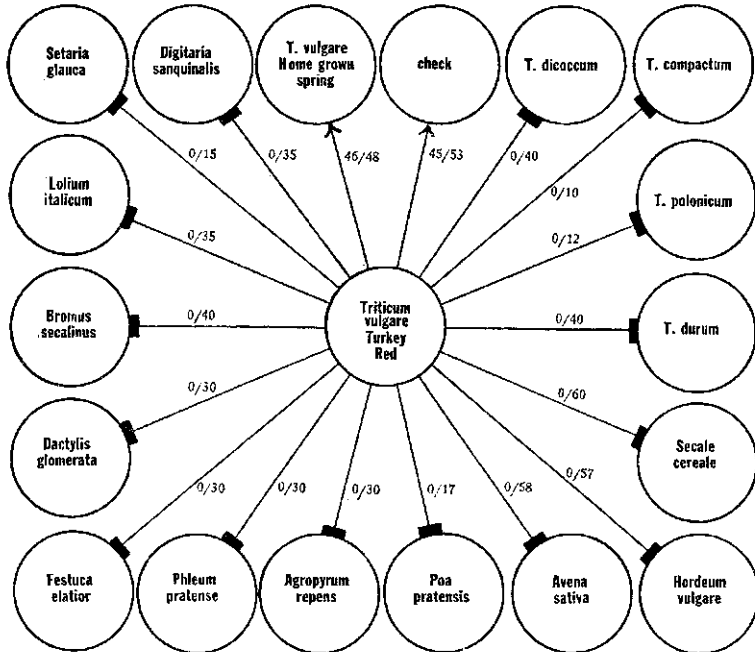 Setaria
glauca
Digitaria
sanquinalis
T. vulgare
Home grown
spring
check
T. dicoccum
T. compactum
0/15
0/35
46/48
45/53
0/40
0/10
Lolium
italicum
0/35
0/12
T. polonicum
Bromus
secalinus
0/40
Triticum
vulgare
Turkey
Red
0/40
T. durum
Dactylis
glomerata
0/30
0/60
Secale
cereale
0/30
0/30
0/30
0/17
0/58
0/57
Festuca
elatior
Phleum
pratense
Agropyrum
repens
Poa
pratensis
Avena
sativa
Hordeum
vulgare